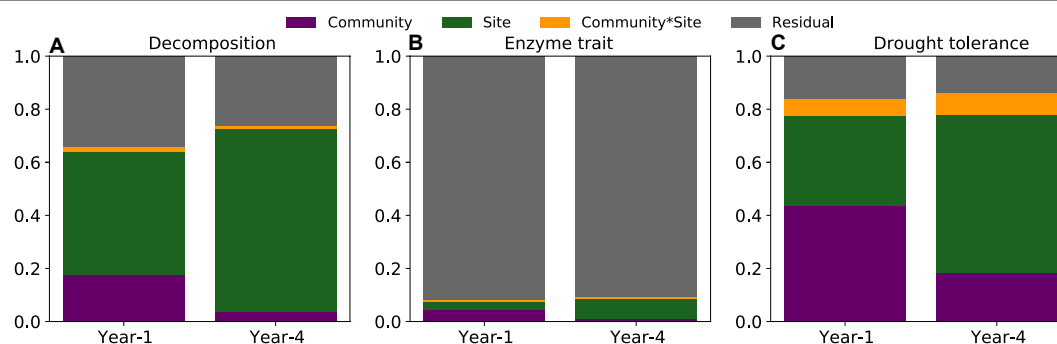 Community Site Community*Site Residual
A Decomposition
1.0
0.8
0.6
0.4
0.2
0.0
Year-1 Year-4
B Enzyme trait
1.0
0.8
0.6
0.4
0.2
0.0
Year-1 Year-4
C Drought tolerance
1.0
0.8
0.6
0.4
0.2
0.0
Year-1 Year-4